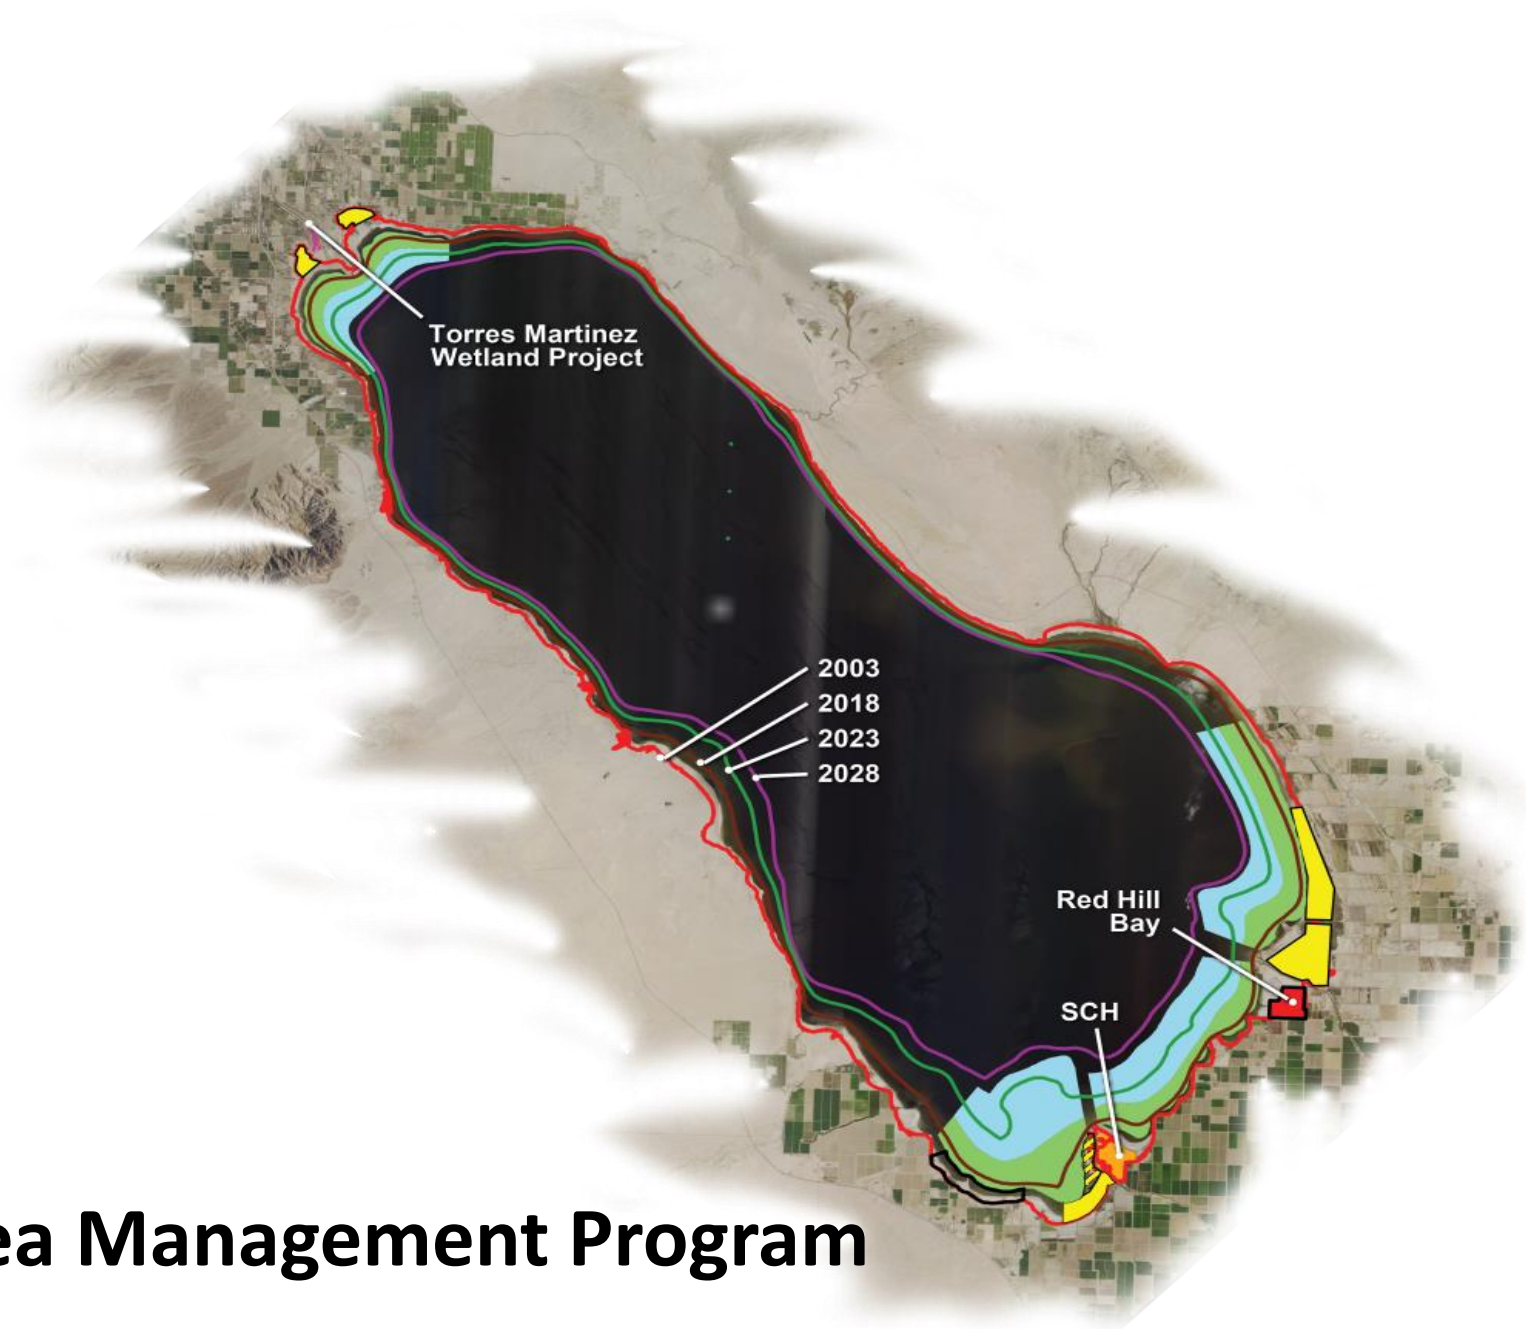 Torres Martinez
Wetland Project
2003
2018
2023
2028
Red Hill
Bay
SCH
ea Management Program